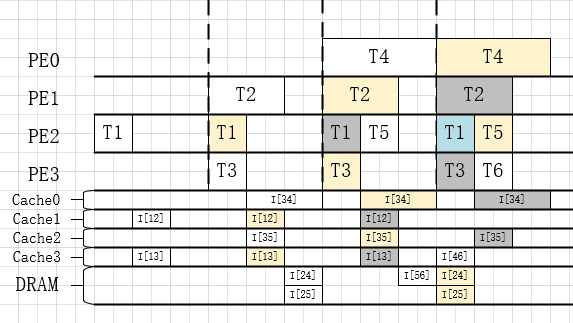 PE0 T4 T4
PE1 T2 T2 T2
PE2 T1 T1 T1 T5 T1 T5
PE3 T3 T3 T3 T6
Cache0 I[34] I[34] I[34]
Cache1 I[12] I[12] I[12]
Cache2 I[35] I[35] I[35]
Cache3 I[13] I[13] I[13] I[46]
DRAM I[24] I[56] I[24]
I[25] I[25]